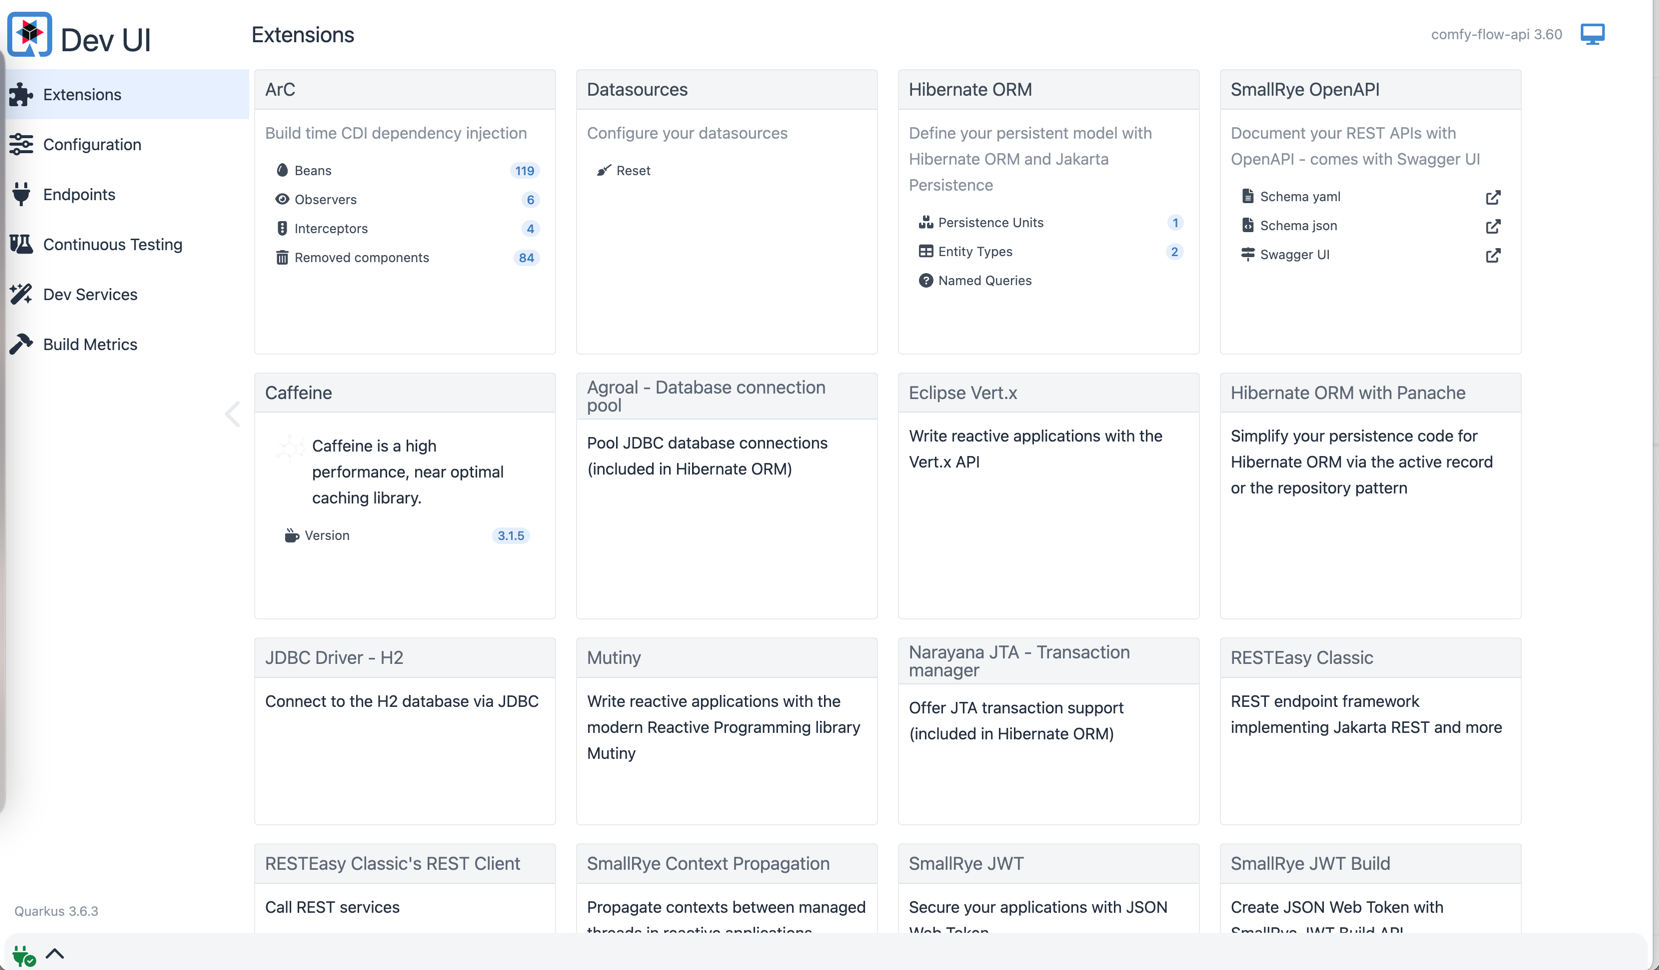 Dev UI
Extensions
comfy-flow-api 3.60
Extensions
Configuration
Endpoints
Continuous Testing
Dev Services
Build Metrics
ArC
Build time CDI dependency injection
Beans 119
Observers 6
Interceptors 4
Removed components 84
Datasources
Configure your datasources
Reset
Hibernate ORM
Define your persistent model with
Hibernate ORM and Jakarta
Persistence
Persistence Units 1
Entity Types 2
Named Queries
SmallRye OpenAPI
Document your REST APIs with
OpenAPI - comes with Swagger UI
Schema yaml
Schema json
Swagger UI
Caffeine
Caffeine is a high
performance, near optimal
caching library.
Version 3.1.5
Agroal - Database connection
pool
Pool JDBC database connections
(included in Hibernate ORM)
Eclipse Vert.x
Write reactive applications with the
Vert.x API
Hibernate ORM with Panache
Simplify your persistence code for
Hibernate ORM via the active record
or the repository pattern
JDBC Driver - H2
Connect to the H2 database via JDBC
Mutiny
Write reactive applications with the
modern Reactive Programming library
Mutiny
Narayana JTA - Transaction
manager
Offer JTA transaction support
(included in Hibernate ORM)
RESTEasy Classic
REST endpoint framework
implementing Jakarta REST and more
RESTEasy Classic's REST Client
Call REST services
SmallRye Context Propagation
Propagate contexts between managed
threads in reactive applications
SmallRye JWT
Secure your applications with JSON
Web Token
SmallRye JWT Build
Create JSON Web Token with
SmallRye JWT Build API
Quarkus 3.6.3